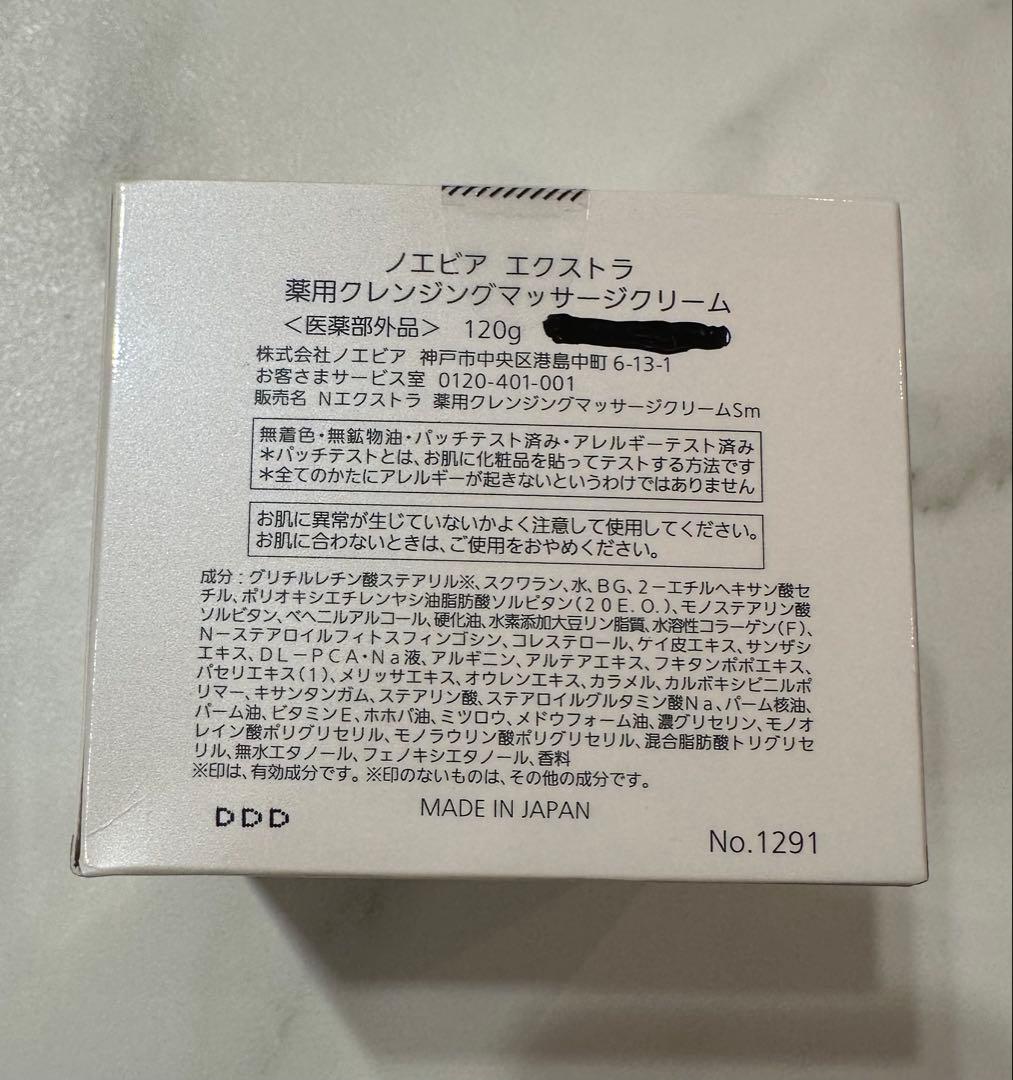 ノエビア エクストラ
薬用クレンジングマッサージクリーム
＜医薬部外品＞ 120g
株式会社ノエビア 神戸市中央区港島中町 6-13-1
お客さまサービス室 0120-401-001
販売名 Nエクストラ 薬用クレンジングマッサージクリームSm
無着色・無鉱物油・パッチテスト済み・アレルギーテスト済み
＊パッチテストとは、お肌に化粧品を貼ってテストする方法です
＊全てのかたにアレルギーが起きないというわけではありません
お肌に異常が生じていないかよく注意して使用してください。
お肌に合わないときは、ご使用をおやめください。
成分：グリチルレチン酸ステアリル※、スクワラン、水、BG、2－エチルヘキサン酸セ
チル、ポリオキシエチレンヤシ油脂肪酸ソルビタン（２０Ｅ．Ｏ．）、モノステアリン酸
ソルビタン、ベヘニルアルコール、硬化油、水素添加大豆リン脂質、水溶性コラーゲン（F）、
N－ステアロイルフィトスフィンゴシン、コレステロール、ケイ皮エキス、サンザシ
エキス、DL－PCA・Na液、アルギニン、アルテアエキス、フキタンポポエキス、
パセリエキス（1）、メリッサエキス、オウレンエキス、カラメル、カルボキシビニルポ
リマー、キサンタンガム、ステアリン酸、ステアロイルグルタミン酸Na、パーム核油、
パーム油、ビタミンE、ホホバ油、ミツロウ、メドウフォーム油、濃グリセリン、モノオ
レイン酸ポリグリセリル、モノラウリン酸ポリグリセリル、混合脂肪酸トリグリセ
リル、無水エタノール、フェノキシエタノール、香料
※印は、有効成分です。※印のないものは、その他の成分です。
MADE IN JAPAN
DDD
No.1291